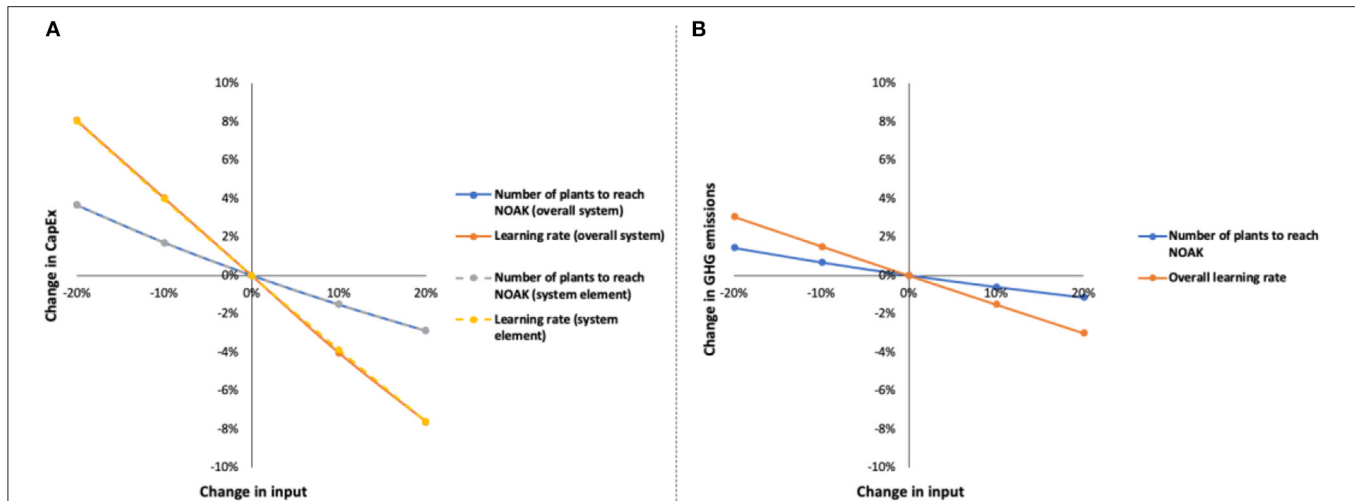 A
10%
8%
6%
4%
2%
0%
-20%
-10%
0%
10%
20%
-2%
-4%
-6%
-8%
-10%
Change in CapEx
Change in input
Number of plants to reach
NOAK (overall system)
Learning rate (overall system)
Number of plants to reach
NOAK (system element)
Learning rate (system
element)
B
10%
8%
6%
4%
2%
0%
-20%
-10%
0%
10%
20%
-2%
-4%
-6%
-8%
-10%
Change in GHG emissions
Change in input
Number of plants to reach
NOAK
Overall learning rate